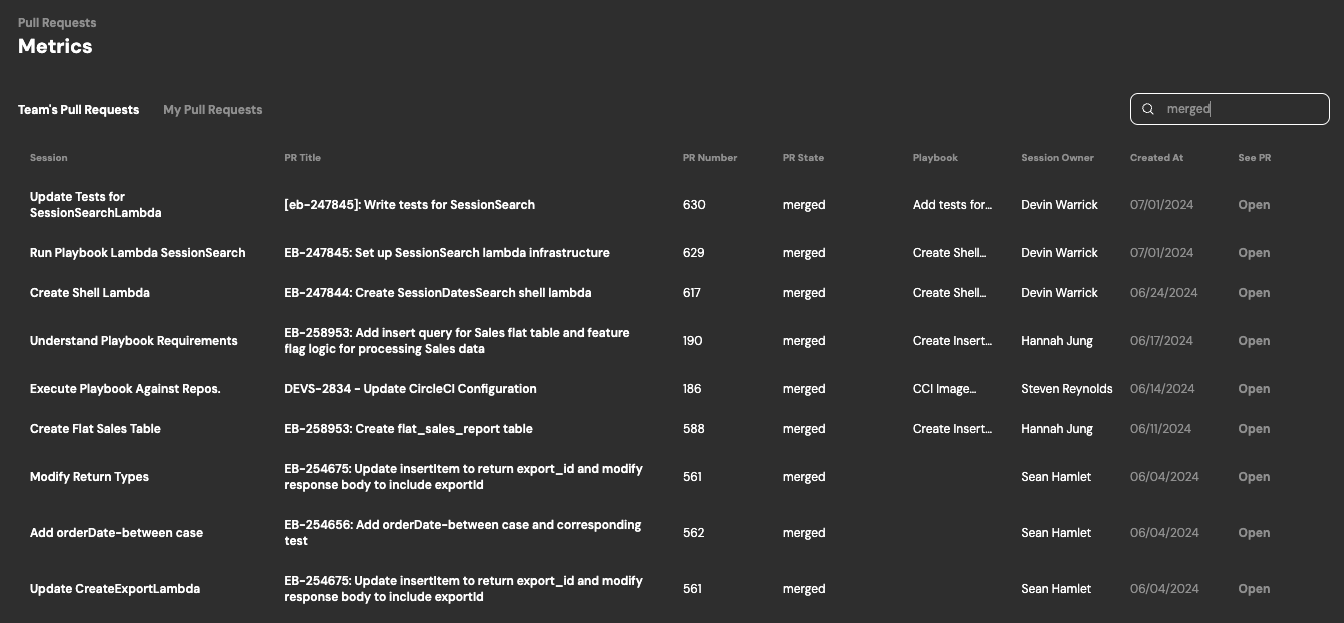 Pull Requests
Metrics
Team's Pull Requests My Pull Requests merged
Session PR Title PR Number PR State Playbook Session Owner Created At See PR
Update Tests for
SessionSearchLambda
[eb-247845]: Write tests for SessionSearch 630 merged Add tests for... Devin Warrick 07/01/2024 Open
Run Playbook Lambda SessionSearch EB-247845: Set up SessionSearch lambda infrastructure 629 merged Create Shell... Devin Warrick 07/01/2024 Open
Create Shell Lambda EB-247844: Create SessionDatesSearch shell lambda 617 merged Create Shell... Devin Warrick 06/24/2024 Open
Understand Playbook Requirements
EB-258953: Add insert query for Sales flat table and feature
flag logic for processing Sales data
190 merged Create Insert... Hannah Jung 06/17/2024 Open
Execute Playbook Against Repos. DEVS-2834 - Update CircleCI Configuration 186 merged CCI Image... Steven Reynolds 06/14/2024 Open
Create Flat Sales Table EB-258953: Create flat_sales_report table 588 merged Create Insert... Hannah Jung 06/11/2024 Open
Modify Return Types
EB-254675: Update insertItem to return export_id and modify
response body to include exportId
561 merged Sean Hamlet 06/04/2024 Open
Add orderDate-between case
EB-254656: Add orderDate-between case and corresponding
test
562 merged Sean Hamlet 06/04/2024 Open
Update CreateExportLambda
EB-254675: Update insertItem to return export_id and modify
response body to include exportId
561 merged Sean Hamlet 06/04/2024 Open